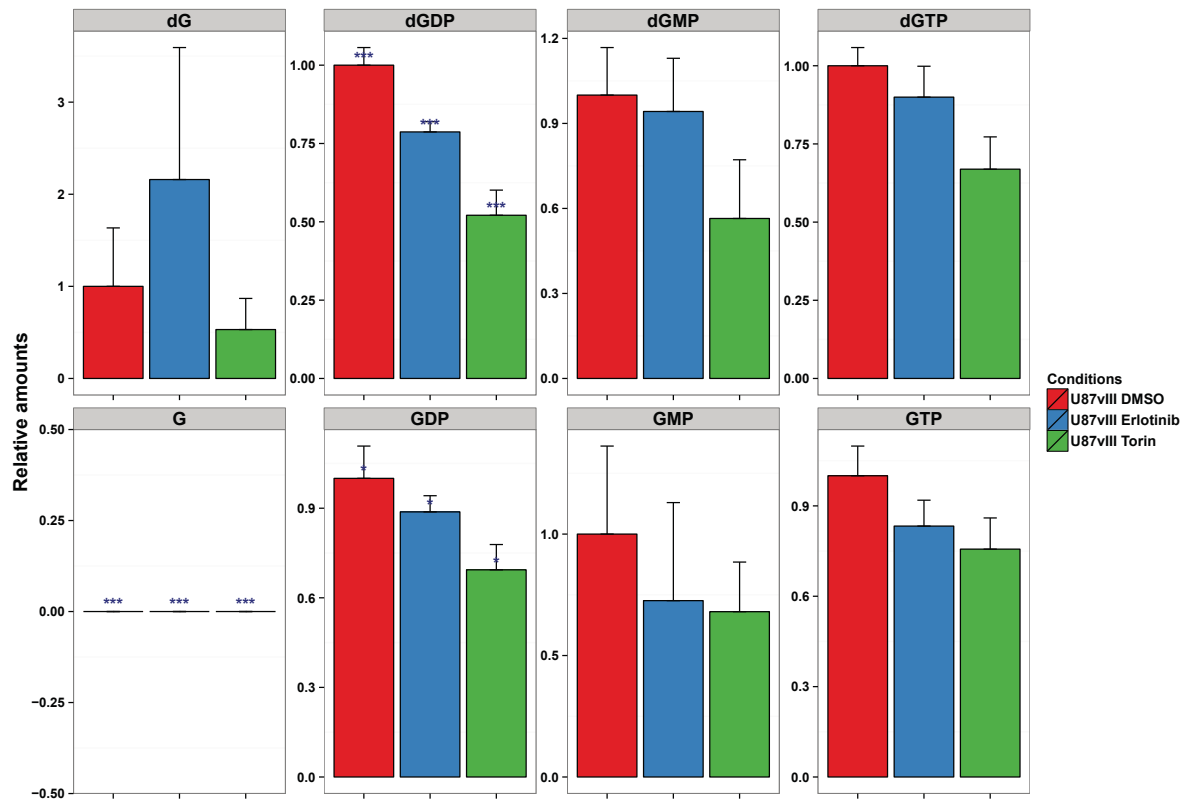 dG
dGDP
dGMP
dGTP
3
2
1
0
1.00
0.75
0.50
0.25
0.00
***
***
***
1.2
0.9
0.6
0.3
0.0
1.00
0.75
0.50
0.25
0.00
Relative amounts
G
GDP
GMP
GTP
0.50
0.25
0.00
−0.25
−0.50
*** *** ***
0.9
0.6
0.3
0.0
*
*
*
1.0
0.5
0.0
0.9
0.6
0.3
0.0
Conditions
U87vIII DMSO
U87vIII Erlotinib
U87vIII Torin